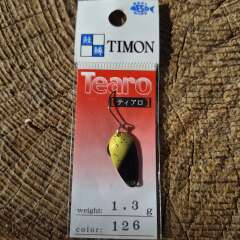 TIMON
Tearo
[ティアロ]
weight: 1.3 g
color: 126